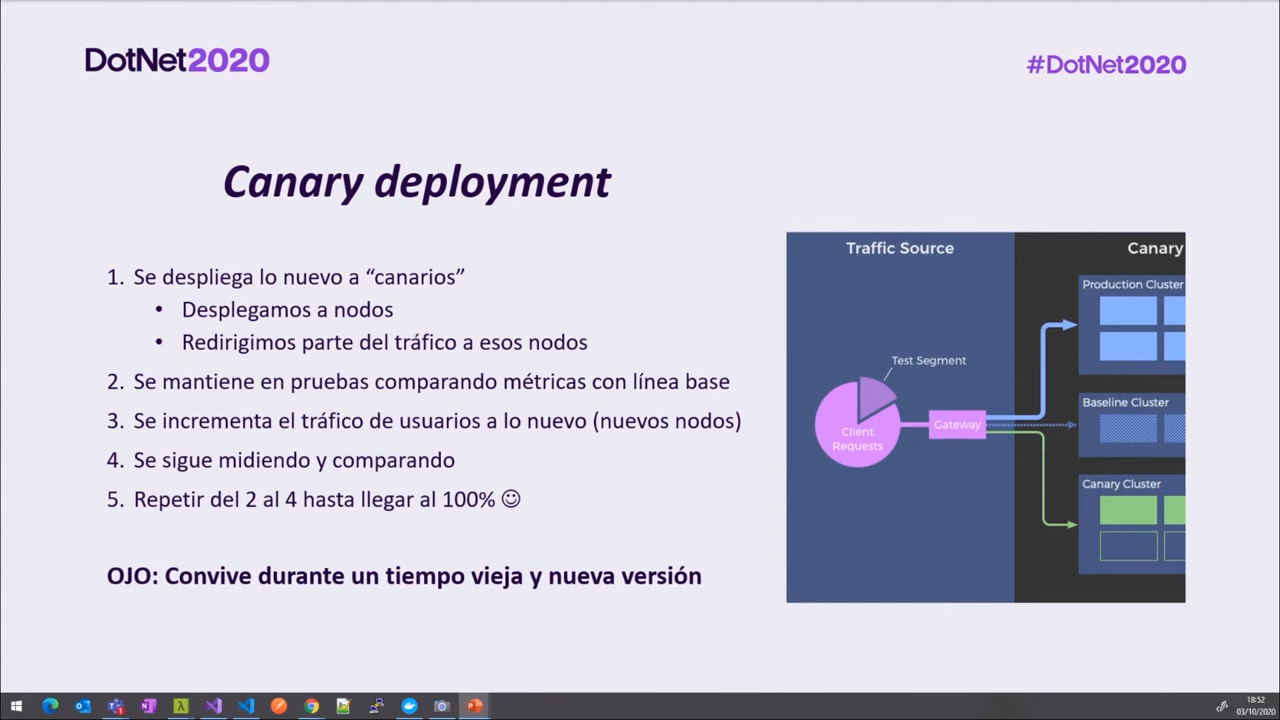 DotNet2020
#DotNet2020
Canary deployment
1. Se despliega lo nuevo a “canarios”
• Desplegamos a nodos
• Redirigimos parte del tráfico a esos nodos
2. Se mantiene en pruebas comparando métricas con línea base
3. Se incrementa el tráfico de usuarios a lo nuevo (nuevos nodos)
4. Se sigue midiendo y comparando
5. Repetir del 2 al 4 hasta llegar al 100% ☺
OJO: Convive durante un tiempo vieja y nueva versión
Traffic Source
Canary
Production Cluster
Test Segment
Baseline Cluster
Client
Requests
Gateway
Canary Cluster
18:52
03/10/2020